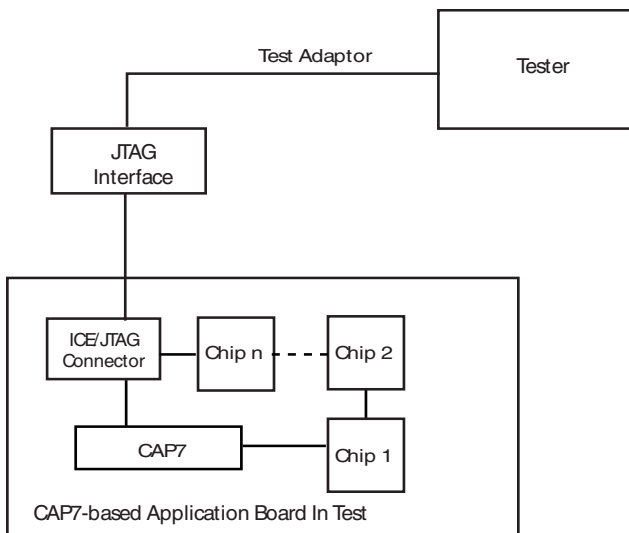 Test Adaptor
Tester
JTAG
Interface
ICE/JTAG
Connector
Chip n
Chip 2
CAP7
Chip 1
CAP7-based Application Board In Test